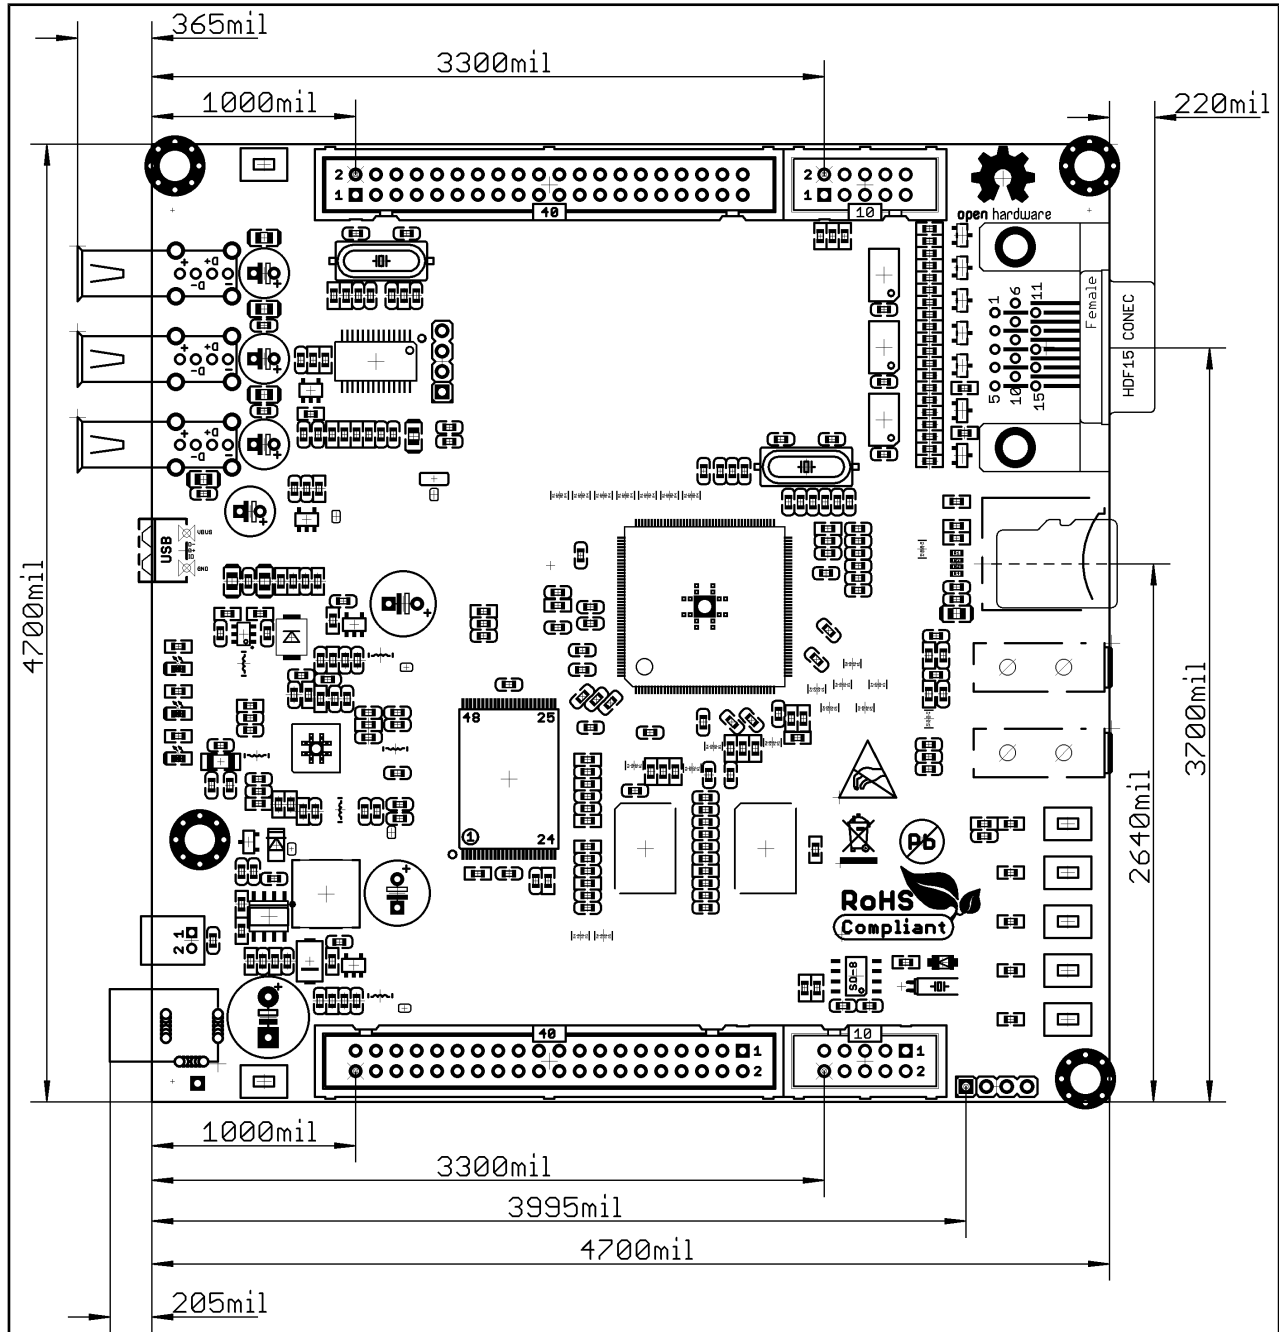 365mil
3300mil
1000mil
220mil
2
1
40
2
1
10
open hardware
+ D+ D- -
+ D+ D- -
+ D+ D- -
1
6
11
5
10
15
Female
HDF15 CONEC
USB
VBUS
GND
4700mil
3700mil
2640mil
48
25
1
24
Pb
RoHS
Compliant
2 1
SO-8
40
1
2
10
1
2
1000mil
3300mil
3995mil
4700mil
205mil